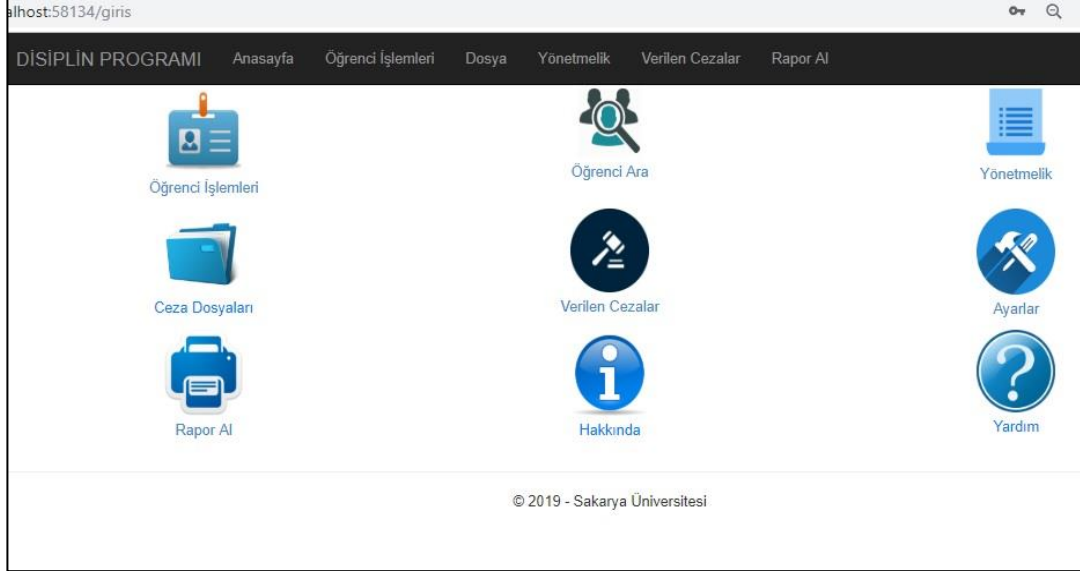 alhost:58134/giris
DİSİPLİN PROGRAMI Anasayfa Öğrenci İşlemleri Dosya Yönetmelik Verilen Cezalar Rapor Al
Öğrenci İşlemleri
Öğrenci Ara
Yönetmelik
Ceza Dosyaları
Verilen Cezalar
Ayarlar
Rapor Al
Hakkında
Yardım
© 2019 - Sakarya Üniversitesi